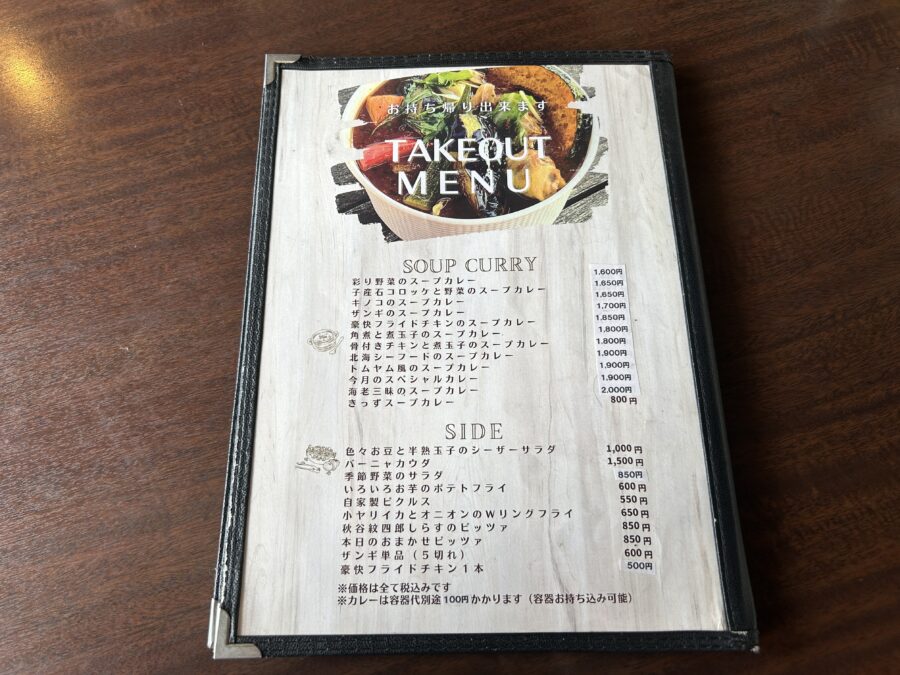 お持ち帰り出来ます
TAKEOUT
MENU
SOUP CURRY
彩り野菜のスープカレー 1.600円
子産石コロッケと野菜のスープカレー 1.650円
キノコのスープカレー 1,650円
ザンギのスープカレー 1,700円
豪快フライドチキンのスープカレー 1.850円
角煮と煮玉子のスープカレー 1,800円
骨付きチキンと煮玉子のスープカレー 1.800円
北海シーフードのスープカレー 1.900円
トムヤム風のスープカレー 1.900円
今月のスペシャルカレー 1.900円
海老三昧のスープカレー 2.000円
きっずスープカレー 800円
SIDE
色々お豆と半熟玉子のシーザーサラダ 1,000円
バーニャカウダ 1,500円
季節野菜のサラダ 850円
いろいろお芋のポテトフライ 600円
自家製ピクルス 550円
小ヤリイカとオニオンのWリングフライ 650円
秋谷紋四郎しらすのピッツァ 850円
本日のおまかせピッツァ 850円
ザンギ単品（５切れ） 600円
豪快フライドチキン１本 500円
※価格は全て税込みです
※カレーは容器代別途100円かかります（容器お持ち込み可能）